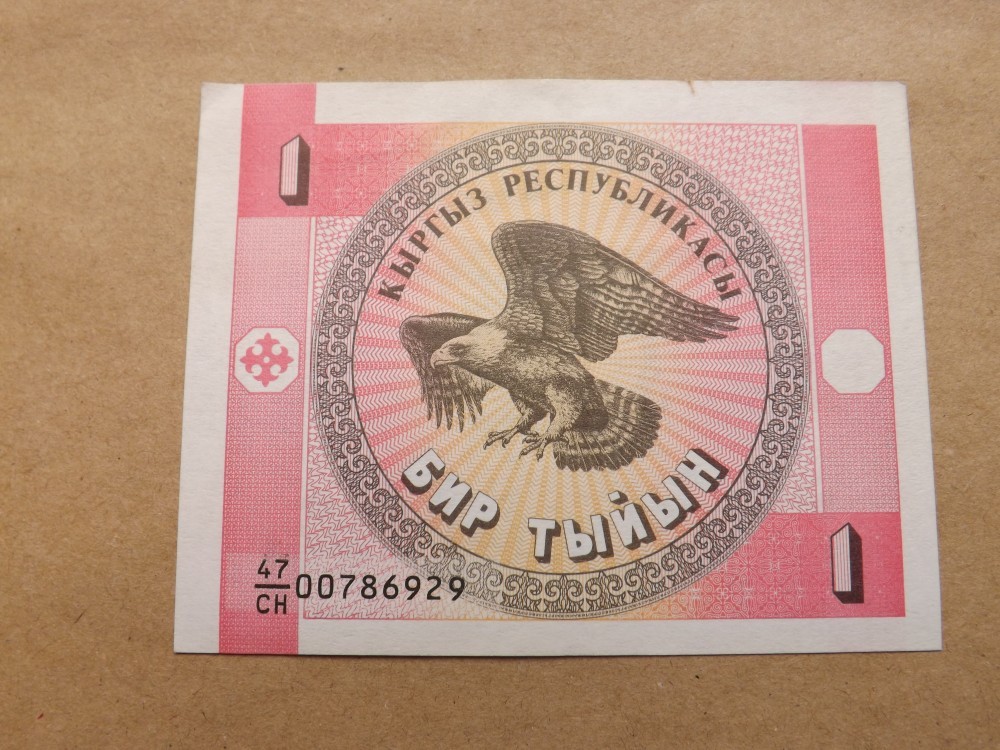 1
КЫРГЫЗ РЕСПУБЛИКАСЫ
БИР ТЫЙЫН
47
СН 00786929
1